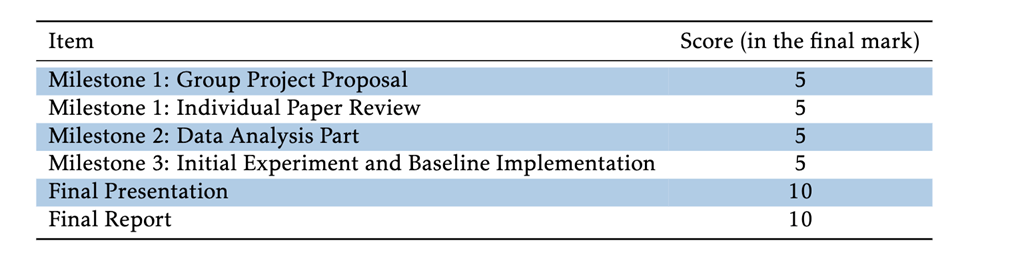 Item Score (in the final mark)
Milestone 1: Group Project Proposal 5
Milestone 1: Individual Paper Review 5
Milestone 2: Data Analysis Part 5
Milestone 3: Initial Experiment and Baseline Implementation 5
Final Presentation 10
Final Report 10